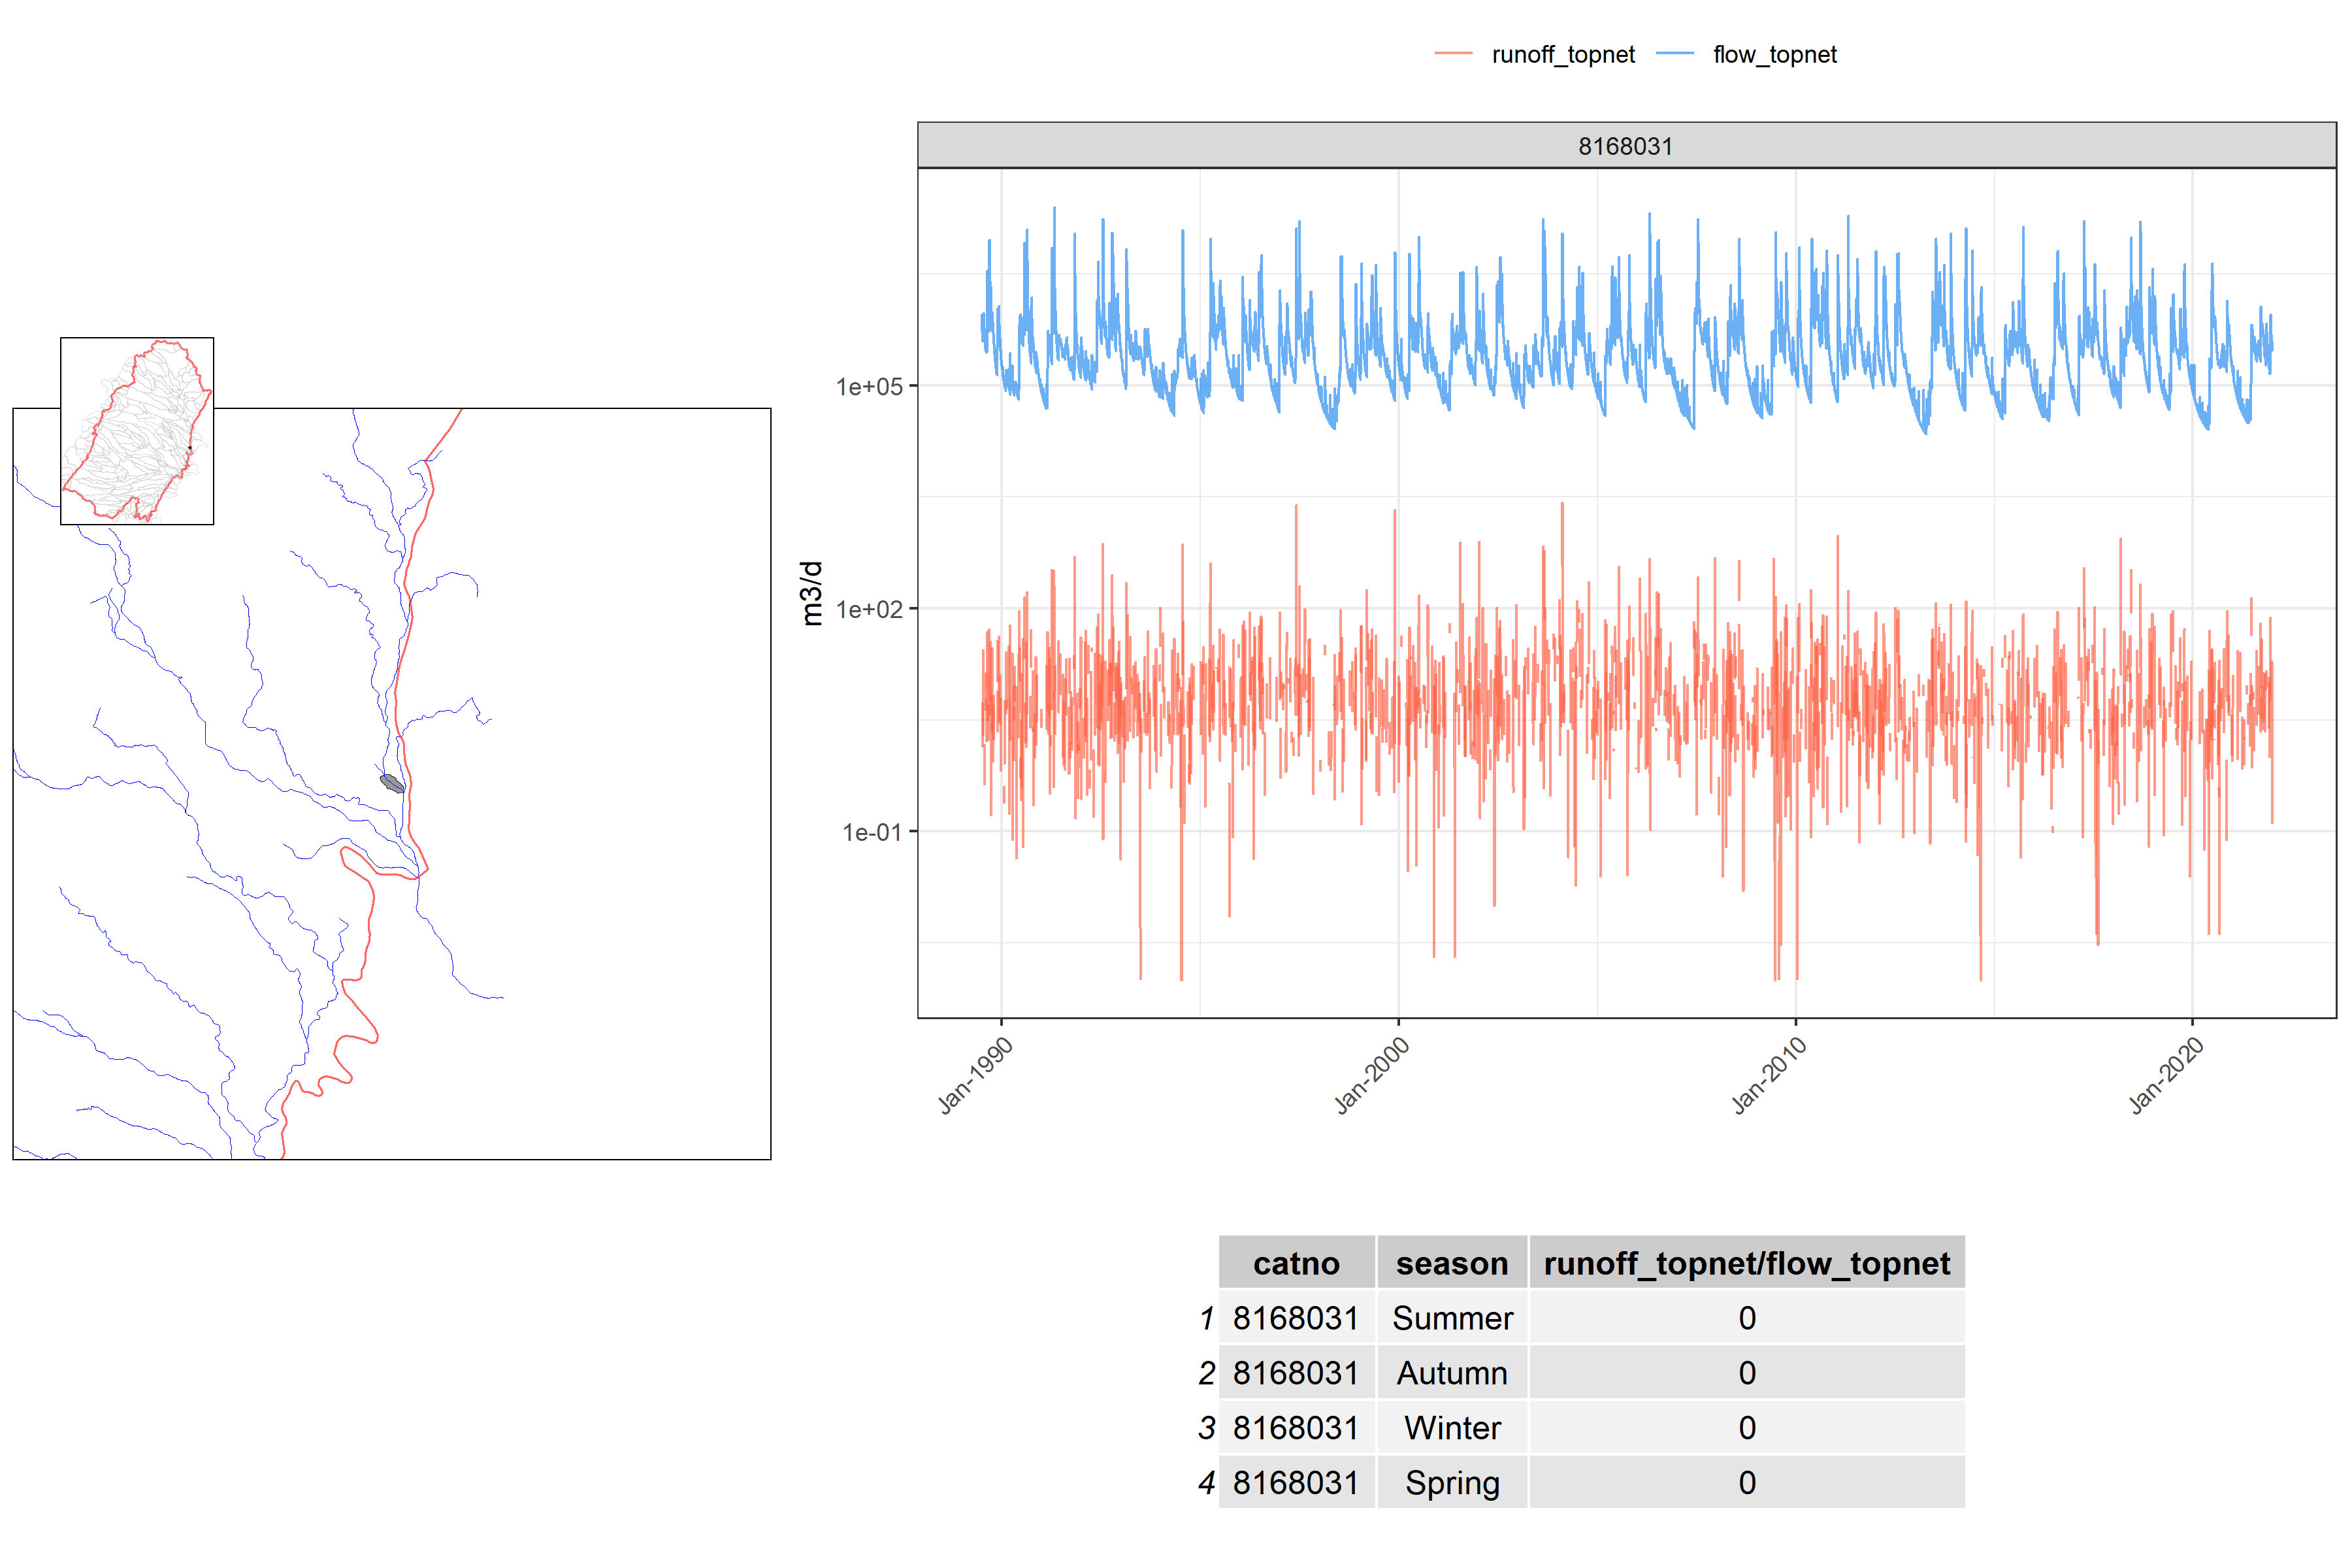 runoff_topnet flow_topnet
8168031
m3/d
1e+05
1e+02
1e-01
Jan-1990 Jan-2000 Jan-2010 Jan-2020
catno season runoff_topnet/flow_topnet
1 8168031 Summer 0
2 8168031 Autumn 0
3 8168031 Winter 0
4 8168031 Spring 0